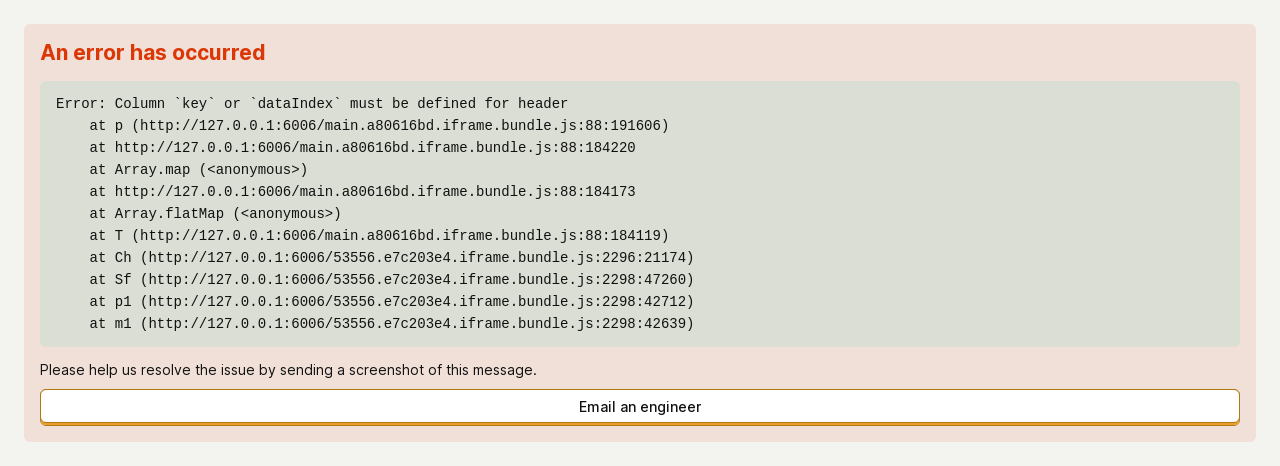 An error has occurred
Error: Column `key` or `dataIndex` must be defined for header
    at p (http://127.0.0.1:6006/main.a80616bd.iframe.bundle.js:88:191606)
    at http://127.0.0.1:6006/main.a80616bd.iframe.bundle.js:88:184220
    at Array.map (<anonymous>)
    at http://127.0.0.1:6006/main.a80616bd.iframe.bundle.js:88:184173
    at Array.flatMap (<anonymous>)
    at T (http://127.0.0.1:6006/main.a80616bd.iframe.bundle.js:88:184119)
    at Ch (http://127.0.0.1:6006/53556.e7c203e4.iframe.bundle.js:2296:21174)
    at Sf (http://127.0.0.1:6006/53556.e7c203e4.iframe.bundle.js:2298:47260)
    at p1 (http://127.0.0.1:6006/53556.e7c203e4.iframe.bundle.js:2298:42712)
    at m1 (http://127.0.0.1:6006/53556.e7c203e4.iframe.bundle.js:2298:42639)
Please help us resolve the issue by sending a screenshot of this message.
Email an engineer